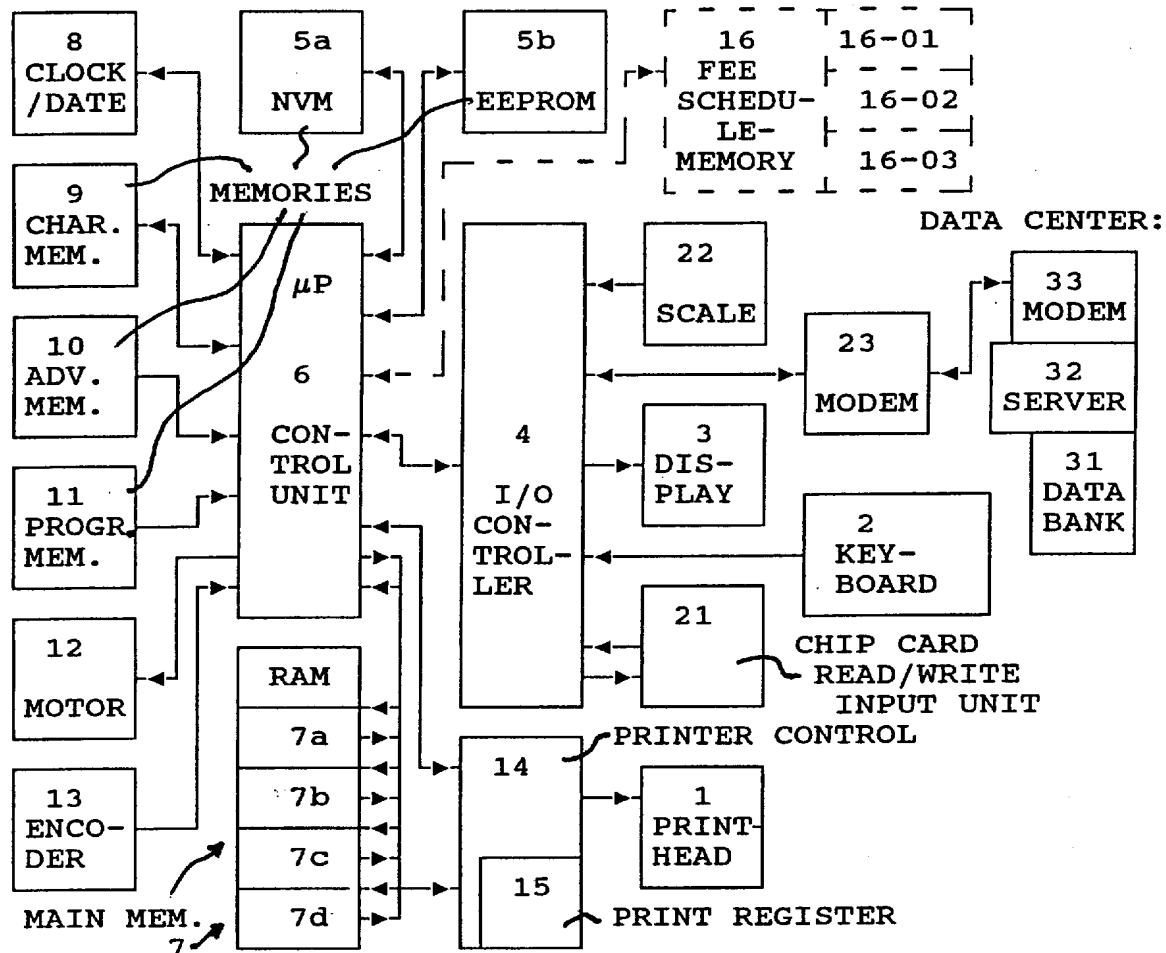 8
CLOCK
/DATE
5a
NVM
5b
EEPROM
16
FEE
SCHEDU-
LE-
MEMORY
16-01
16-02
16-03
9
CHAR.
MEM.
MEMORIES
10
ADV.
MEM.
11
PROGR.
MEM.
12
MOTOR
13
ENCO-
DER
μP
6
CON-
TROL
UNIT
RAM
7a
7b
7c
7d
MAIN MEM.
7
4
I/O
CON-
TROL-
LER
22
SCALE
23
MODEM
DATA CENTER:
33
MODEM
32
SERVER
31
DATA
BANK
3
DIS-
PLAY
2
KEY-
BOARD
21
CHIP CARD
READ/WRITE
INPUT UNIT
PRINTER CONTROL
14
15
1
PRINT-
HEAD
PRINT REGISTER